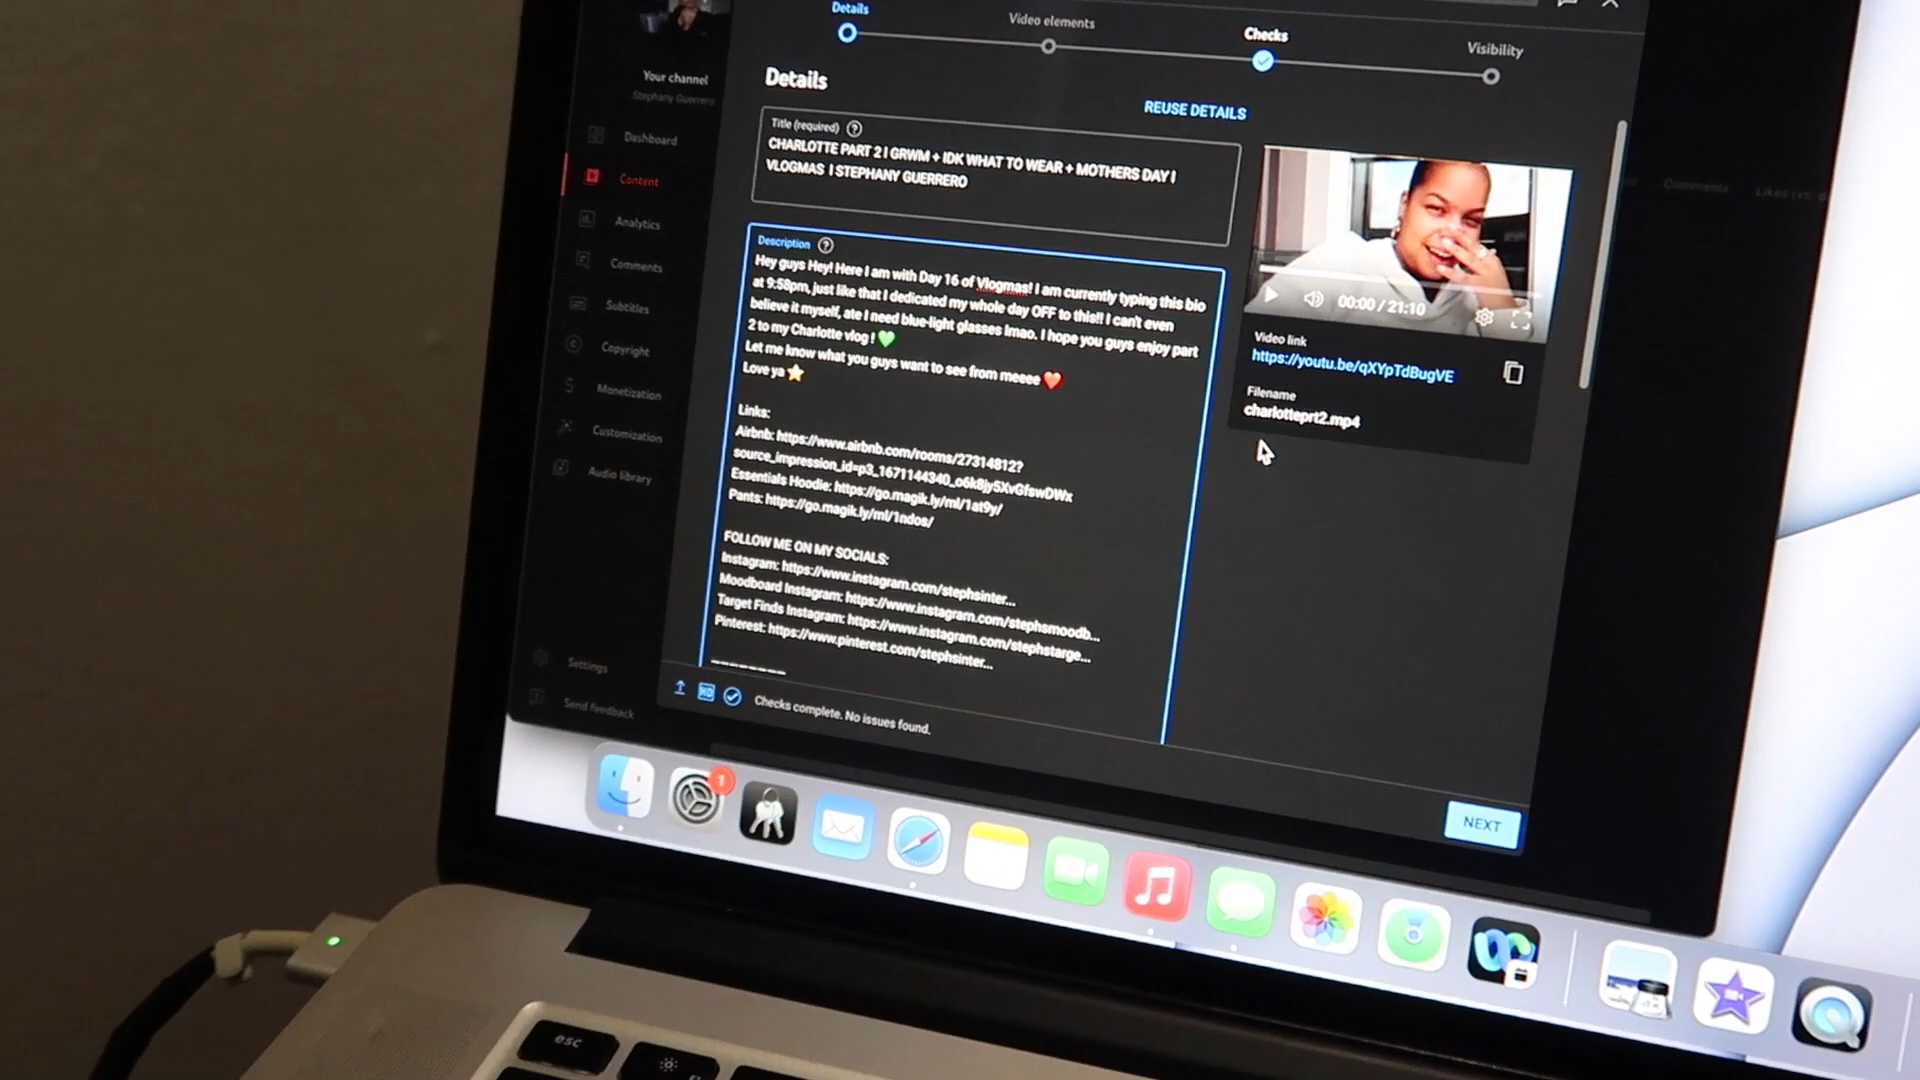 Details
Video elements
Checks
Visibility
Your channel
Stephany Guerrero
Dashboard
Content
Analytics
Comments
Subtitles
Copyright
Monetization
Customization
Audio library
Settings
Send feedback
Details
REUSE DETAILS
Title (required)
CHARLOTTE PART 2 I GRWM + IDK WHAT TO WEAR + MOTHERS DAY I
VLOGMAS I STEPHANY GUERRERO
Description
Hey guys Hey! Here I am with Day 16 of Vlogmas! I am currently typing this bio
at 9:58pm, just like that I dedicated my whole day OFF to this!! I can't even
believe it myself, ate I need blue-light glasses lmao. I hope you guys enjoy part
2 to my Charlotte vlog ! 💚
Let me know what you guys want to see from meeee ❤️
Love ya ⭐
Links:
Airbnb: https://www.airbnb.com/rooms/27314812?
source_impression_id=p3_1671144340_o6k8jy5XvGfswDWx
Essentials Hoodie: https://go.magik.ly/ml/1at9y/
Pants: https://go.magik.ly/ml/1ndos/
FOLLOW ME ON MY SOCIALS:
Instagram: https://www.instagram.com/stephsinter...
Moodboard Instagram: https://www.instagram.com/stephsmoodb...
Target Finds Instagram: https://www.instagram.com/stephstarge...
Pinterest: https://www.pinterest.com/stephsinter...
________
00:00 / 21:10
Video link
https://youtu.be/qXYpTdBugVE
Filename
charlotteprt2.mp4
Comments
HD
Checks complete. No issues found.
NEXT
1
esc